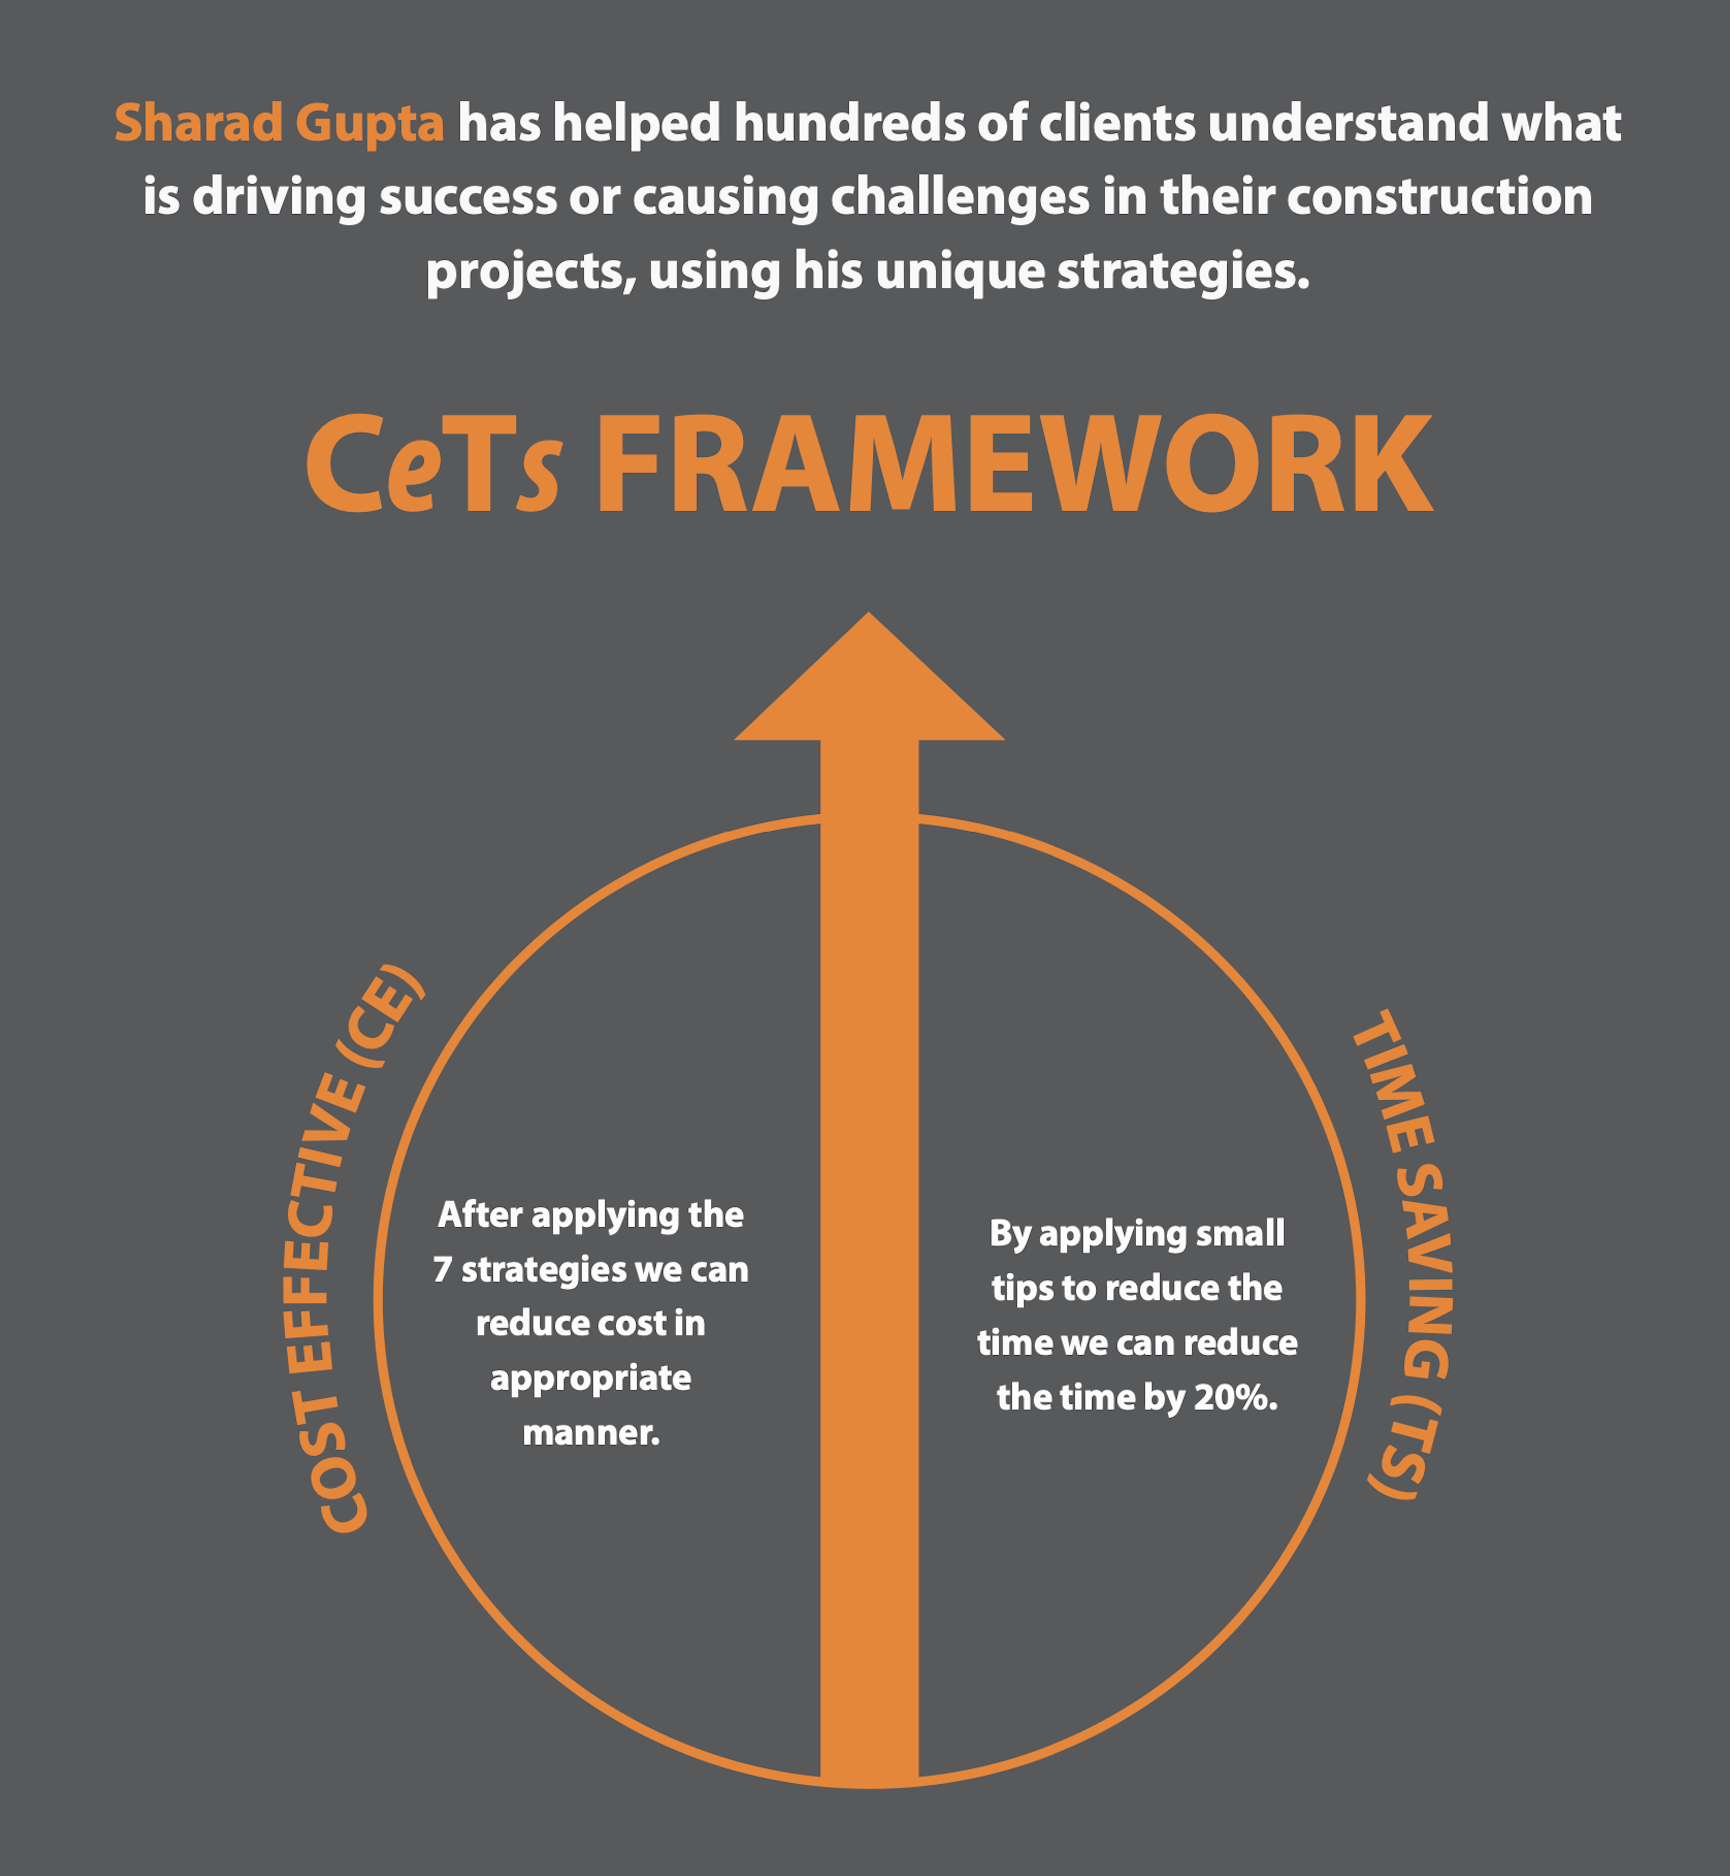 Sharad Gupta has helped hundreds of clients understand what
is driving success or causing challenges in their construction
projects, using his unique strategies.
CeTs FRAMEWORK
COST EFFECTIVE (CE)
After applying the
7 strategies we can
reduce cost in
appropriate
manner.
By applying small
tips to reduce the
time we can reduce
the time by 20%.
TIME SAVING (TS)